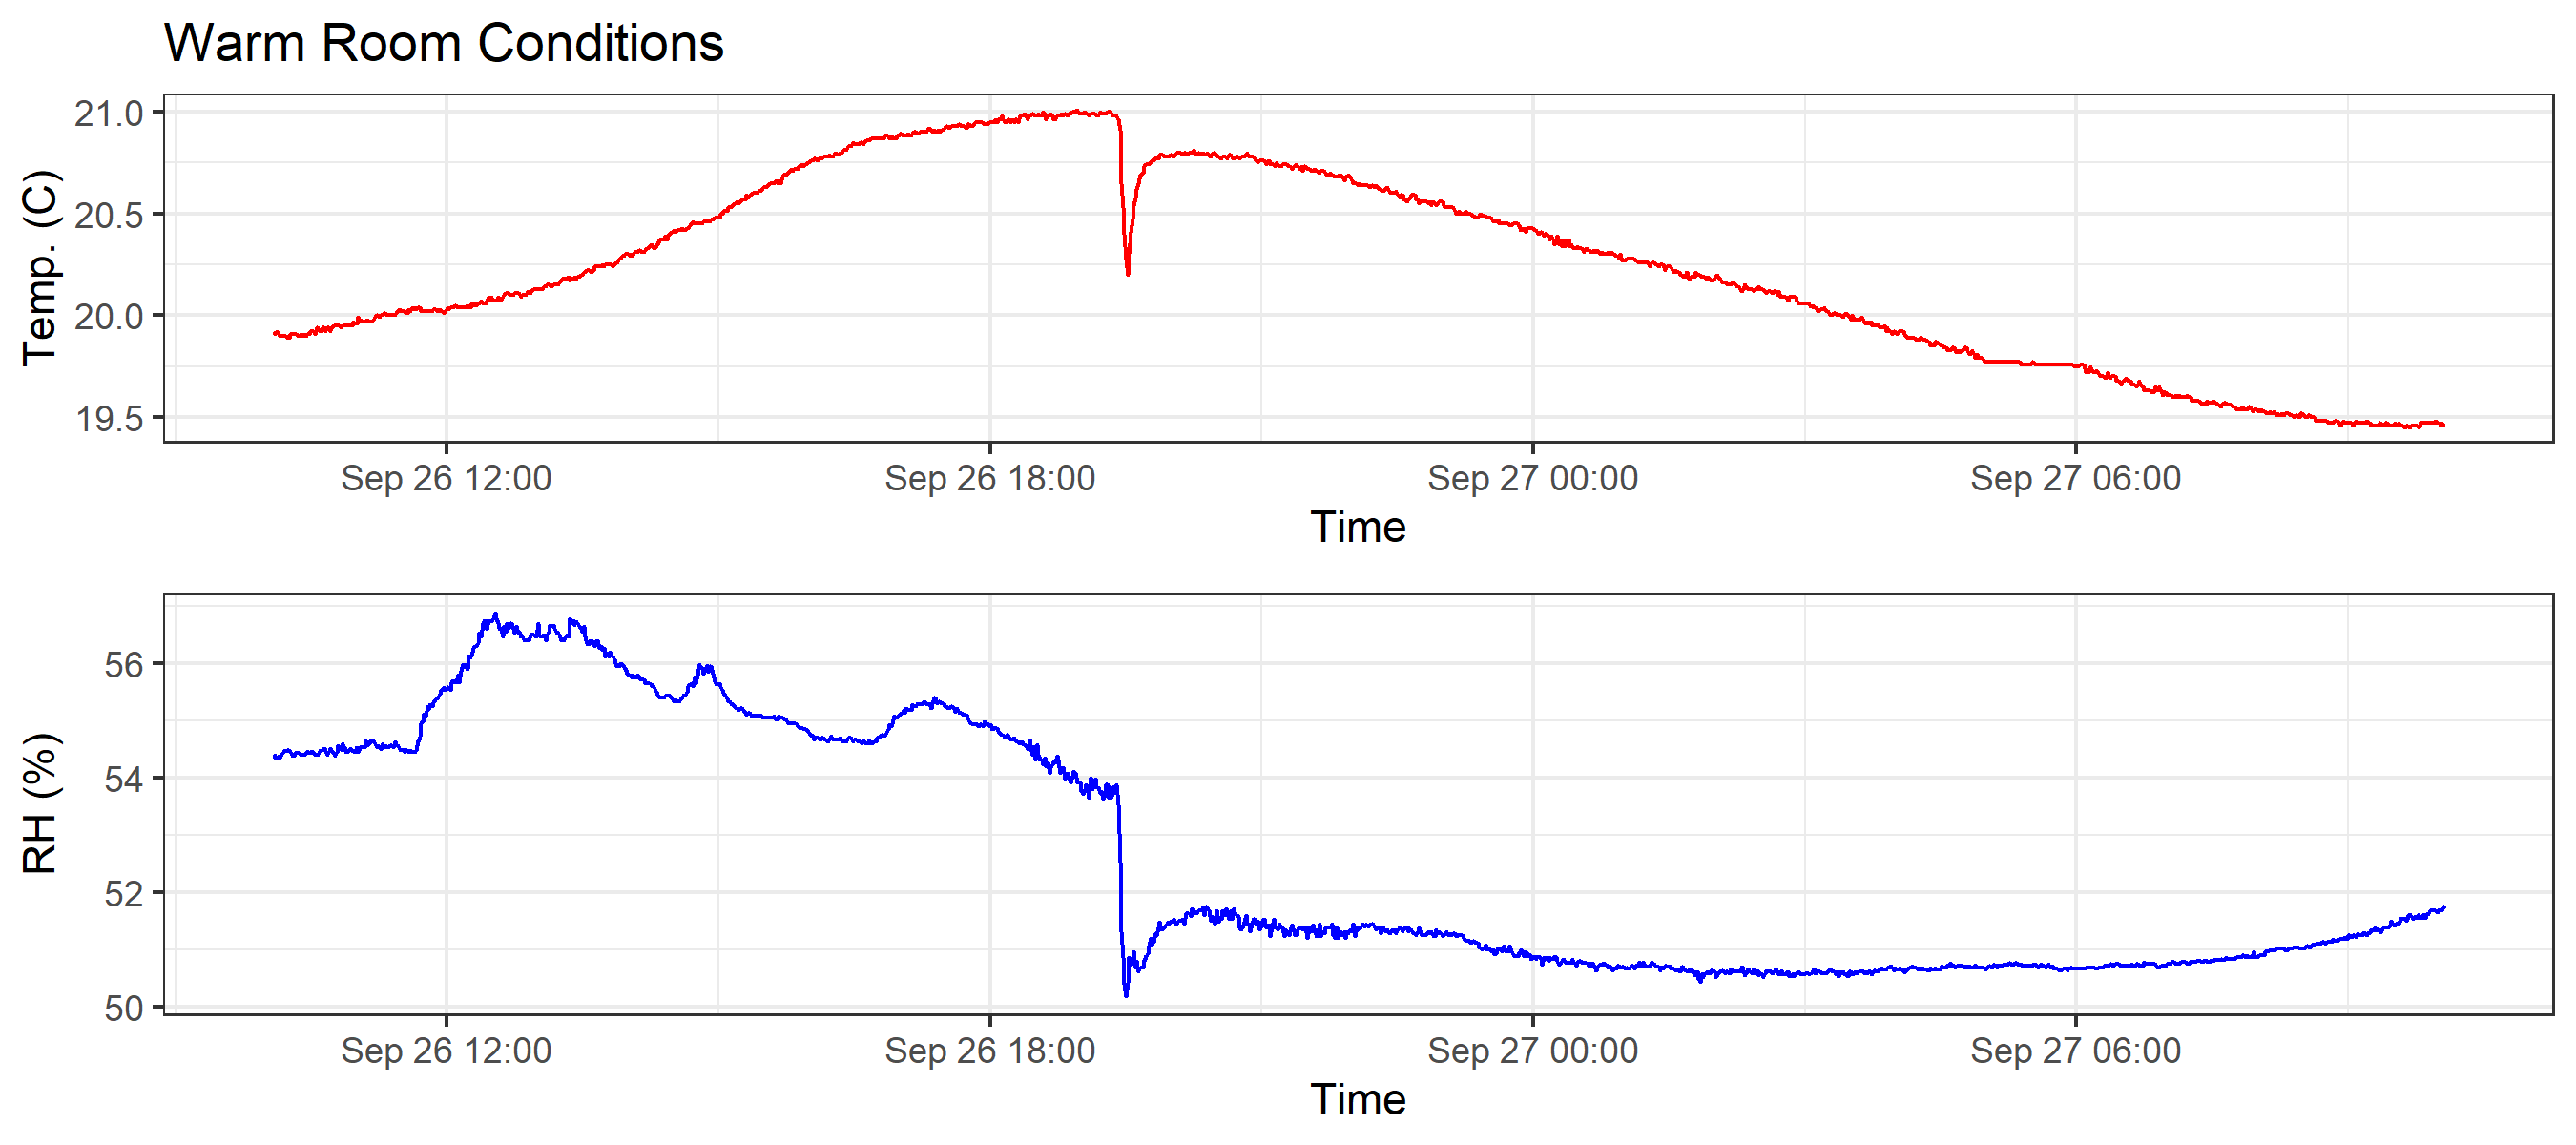 Warm Room Conditions
21.0
20.5
20.0
19.5
Temp. (C)
Sep 26 12:00 Sep 26 18:00 Sep 27 00:00 Sep 27 06:00
Time
56
54
52
50
RH (%)
Sep 26 12:00 Sep 26 18:00 Sep 27 00:00 Sep 27 06:00
Time